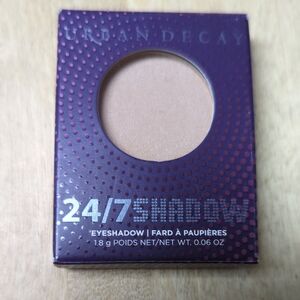 URBAN DECAY
24/7 SHADOW
EYESHADOW | FARD À PAUPIÈRES
1.8 g POIDS NET/NET WT. 0.06 OZ